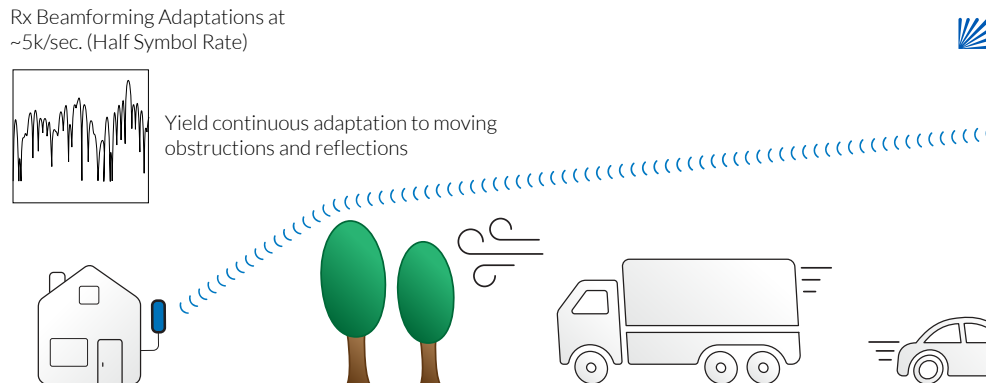 Rx Beamforming Adaptations at
~5k/sec. (Half Symbol Rate)
Yield continuous adaptation to moving
obstructions and reflections